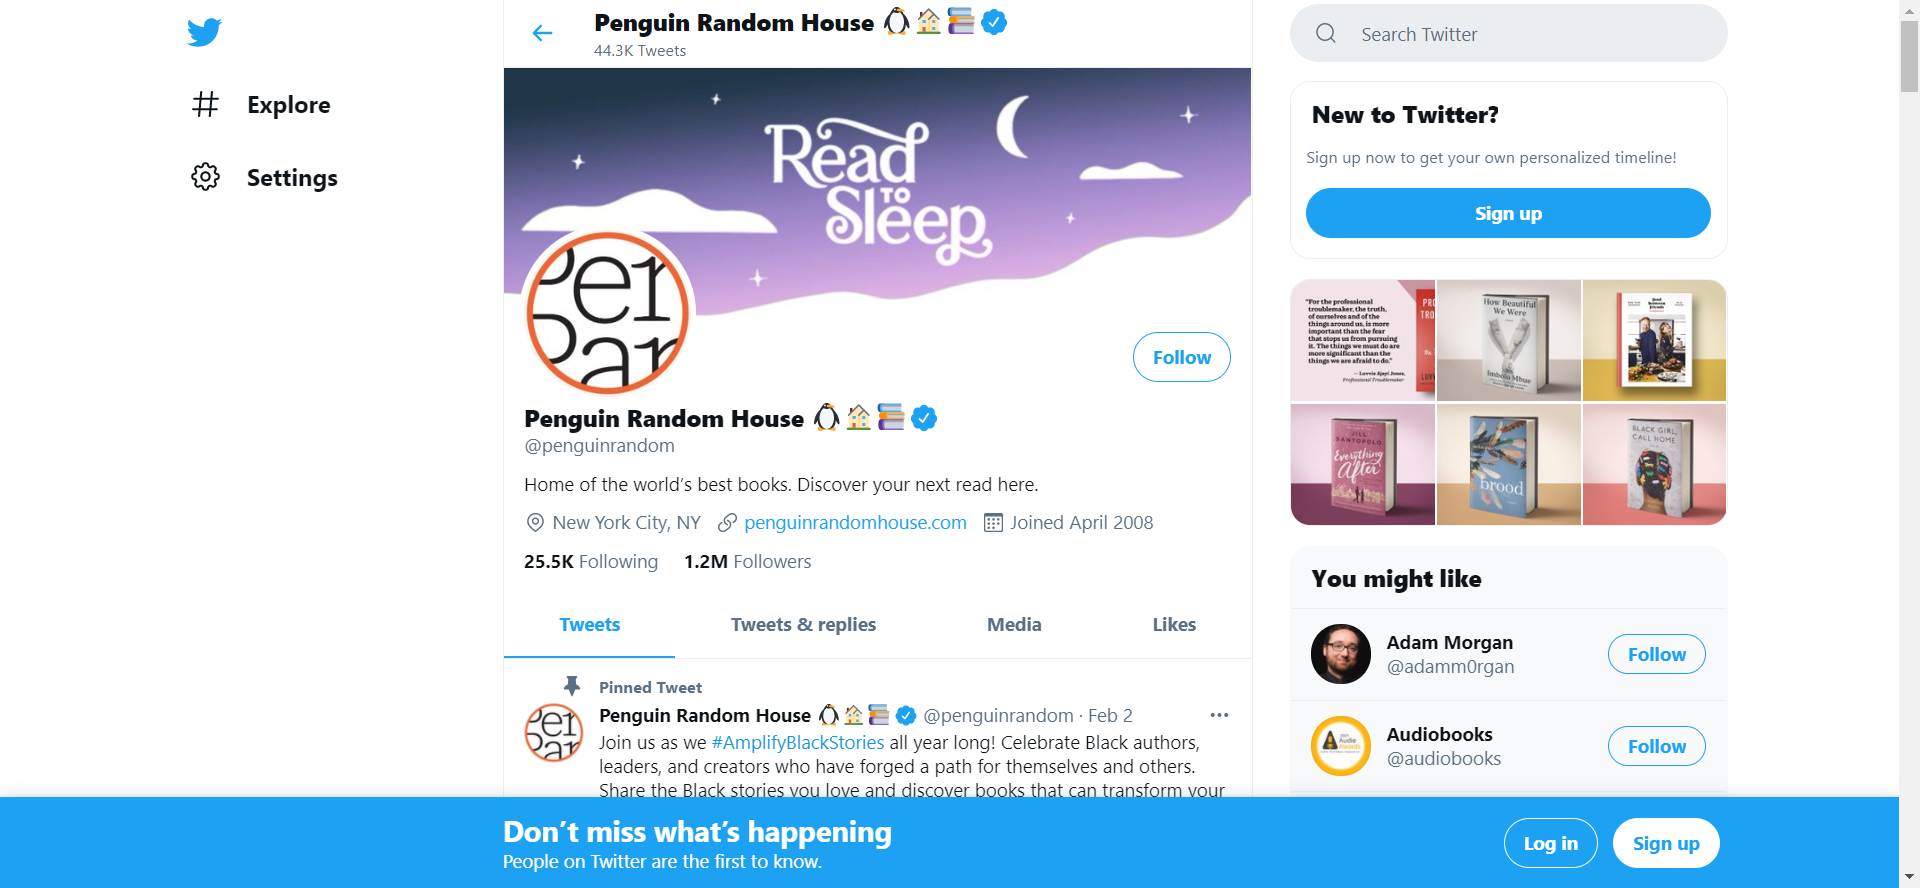 Explore
Settings
Penguin Random House
44.3K Tweets
Read
TO
Sleep
Pen
Ran
Follow
Penguin Random House
@penguinrandom
Home of the world's best books. Discover your next read here.
New York City, NY penguinrandomhouse.com Joined April 2008
25.5K Following 1.2M Followers
Tweets Tweets & replies Media Likes
Pinned Tweet
Penguin Random House @penguinrandom · Feb 2
Join us as we #AmplifyBlackStories all year long! Celebrate Black authors,
leaders, and creators who have forged a path for themselves and others.
Share the Black stories you love and discover books that can transform your
Search Twitter
New to Twitter?
Sign up now to get your own personalized timeline!
Sign up
"For the professional
troublemaker, the truth,
of ourselves and of the
things around us, is more
important than the fear
that stops us from pursuing
it. The things we must do are
more significant than the
things we are afraid to do."
— Luvvie Ajayi Jones,
Professional Troublemaker
PRO
TRO
How Beautiful
We Were
Imbolo Mbue
food
between
friends
JILL
SANTOPOLO
Everything
After
brood
BLACK GIRL,
CALL HOME
You might like
Adam Morgan
@adamm0rgan
Follow
Audiobooks
@audiobooks
Follow
Audie
Awards
Don't miss what's happening
People on Twitter are the first to know.
Log in
Sign up